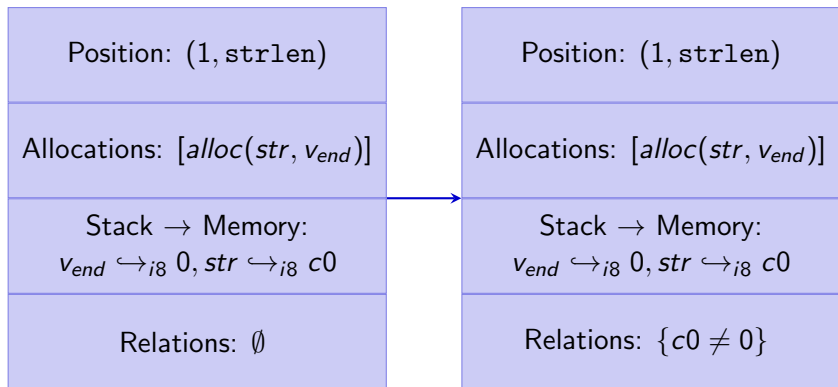 Position: (1, strlen)
Allocations: [alloc(str, v_end)]
Stack → Memory:
v_end ↪_i8 0, str ↪_i8 c0
Relations: ∅
Position: (1, strlen)
Allocations: [alloc(str, v_end)]
Stack → Memory:
v_end ↪_i8 0, str ↪_i8 c0
Relations: {c0 ≠ 0}